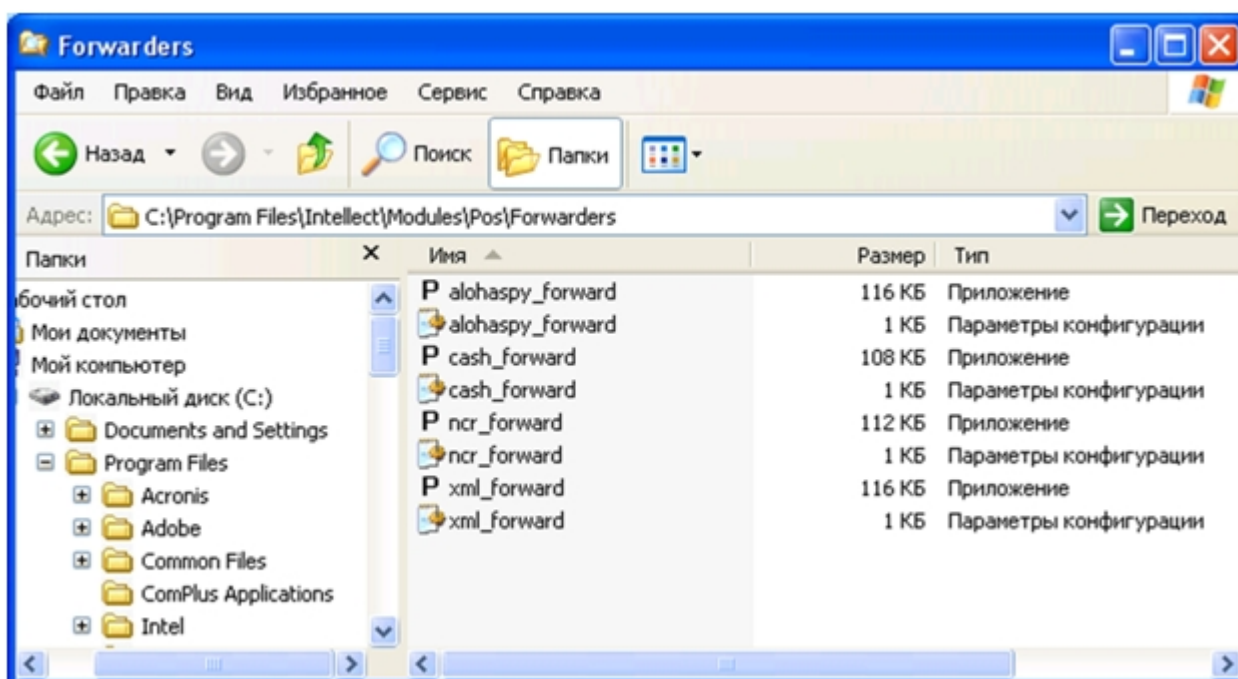 Forwarders
Файл Правка Вид Избранное Сервис Справка
Назад Поиск Папки
Адрес: C:\Program Files\Intellect\Modules\Pos\Forwarders Переход
Папки
бочий стол
Мои документы
Мой компьютер
Локальный диск (C:)
Documents and Settings
Program Files
Acronis
Adobe
Common Files
ComPlus Applications
Intel
Имя Размер Тип
P alohaspy_forward 116 КБ Приложение
alohaspy_forward 1 КБ Параметры конфигурации
P cash_forward 108 КБ Приложение
cash_forward 1 КБ Параметры конфигурации
P ncr_forward 112 КБ Приложение
ncr_forward 1 КБ Параметры конфигурации
P xml_forward 116 КБ Приложение
xml_forward 1 КБ Параметры конфигурации